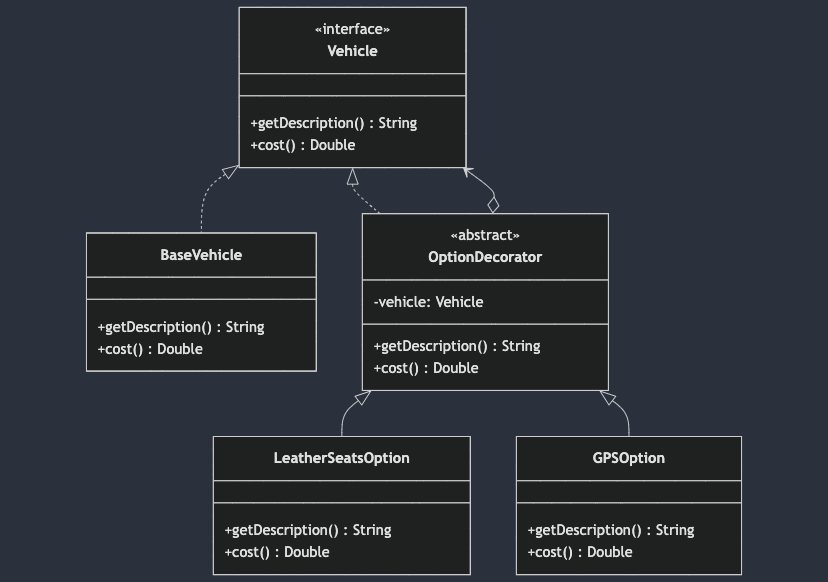 «interface»
Vehicle
+getDescription() : String
+cost() : Double
BaseVehicle
+getDescription() : String
+cost() : Double
«abstract»
OptionDecorator
-vehicle: Vehicle
+getDescription() : String
+cost() : Double
LeatherSeatsOption
+getDescription() : String
+cost() : Double
GPSOption
+getDescription() : String
+cost() : Double